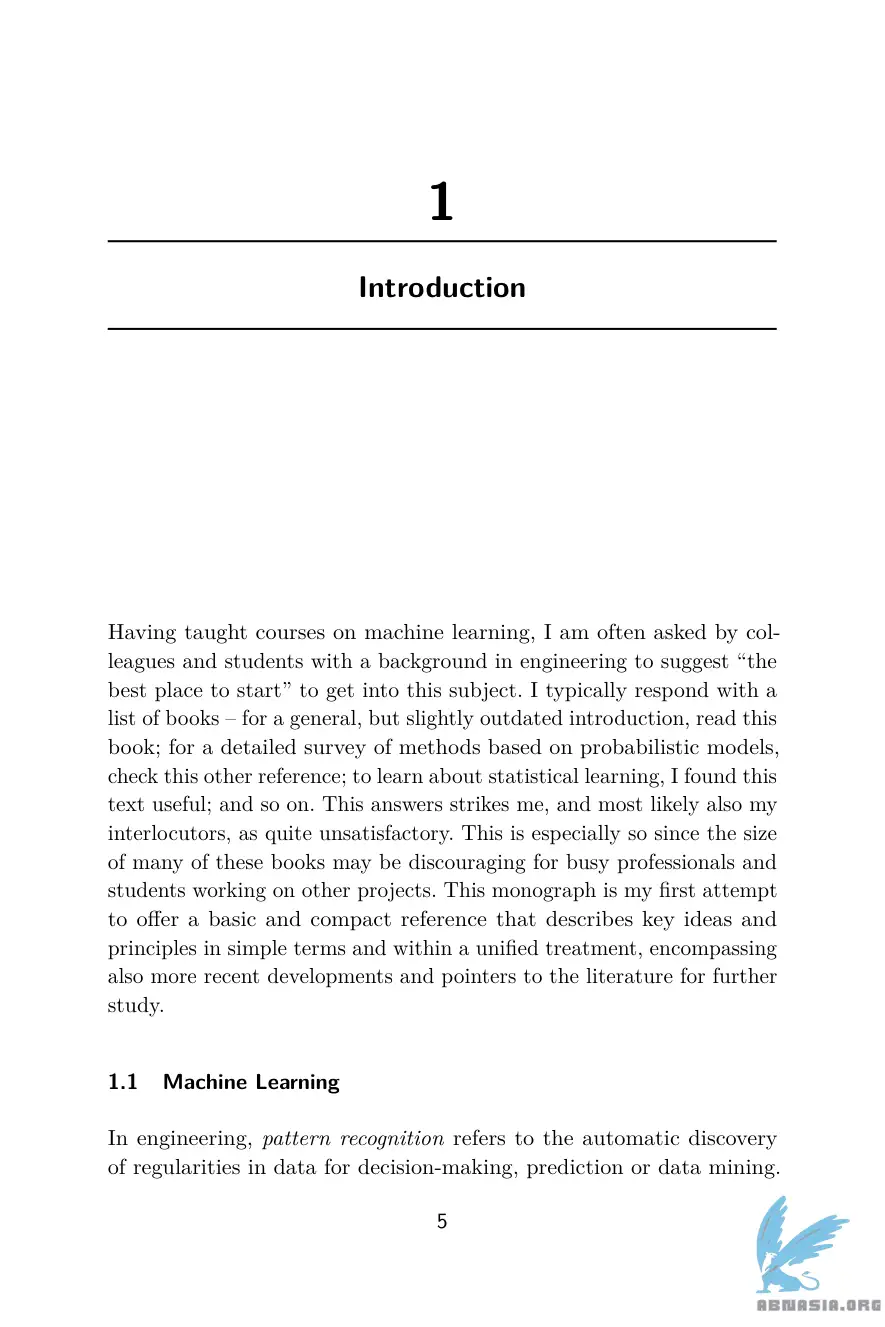 1
Introduction
Having taught courses on machine learning, I am often asked by col-
leagues and students with a background in engineering to suggest “the
best place to start” to get into this subject. I typically respond with a
list of books – for a general, but slightly outdated introduction, read this
book; for a detailed survey of methods based on probabilistic models,
check this other reference; to learn about statistical learning, I found this
text useful; and so on. This answers strikes me, and most likely also my
interlocutors, as quite unsatisfactory. This is especially so since the size
of many of these books may be discouraging for busy professionals and
students working on other projects. This monograph is my first attempt
to offer a basic and compact reference that describes key ideas and
principles in simple terms and within a unified treatment, encompassing
also more recent developments and pointers to the literature for further
study.
1.1 Machine Learning
In engineering, pattern recognition refers to the automatic discovery
of regularities in data for decision-making, prediction or data mining.
5
ABNASIA.ORG